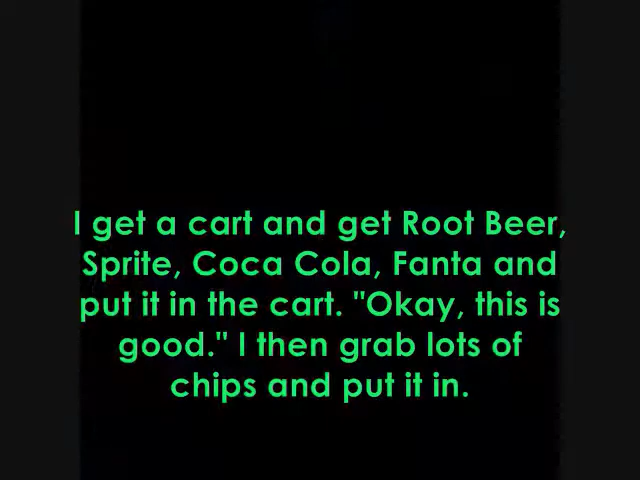 I get a cart and get Root Beer,
Sprite, Coca Cola, Fanta and
put it in the cart. "Okay, this is
good." I then grab lots of
chips and put it in.